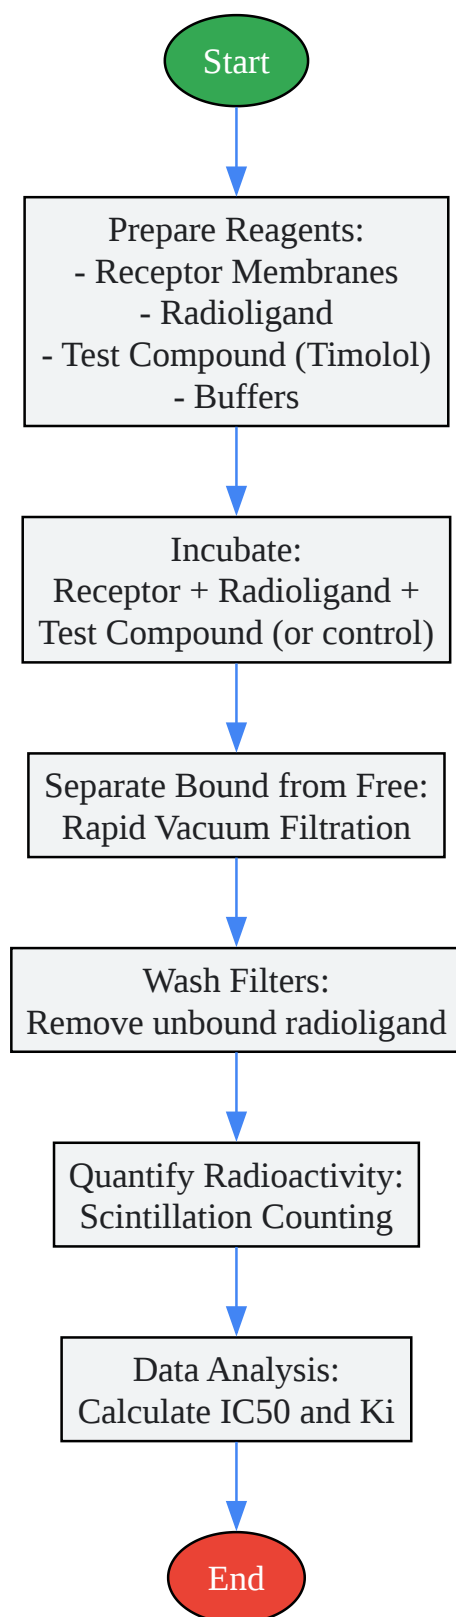 Start
Prepare Reagents:
- Receptor Membranes
- Radioligand
- Test Compound (Timolol)
- Buffers
Incubate:
Receptor + Radioligand +
Test Compound (or control)
Separate Bound from Free:
Rapid Vacuum Filtration
Wash Filters:
Remove unbound radioligand
Quantify Radioactivity:
Scintillation Counting
Data Analysis:
Calculate IC50 and Ki
End